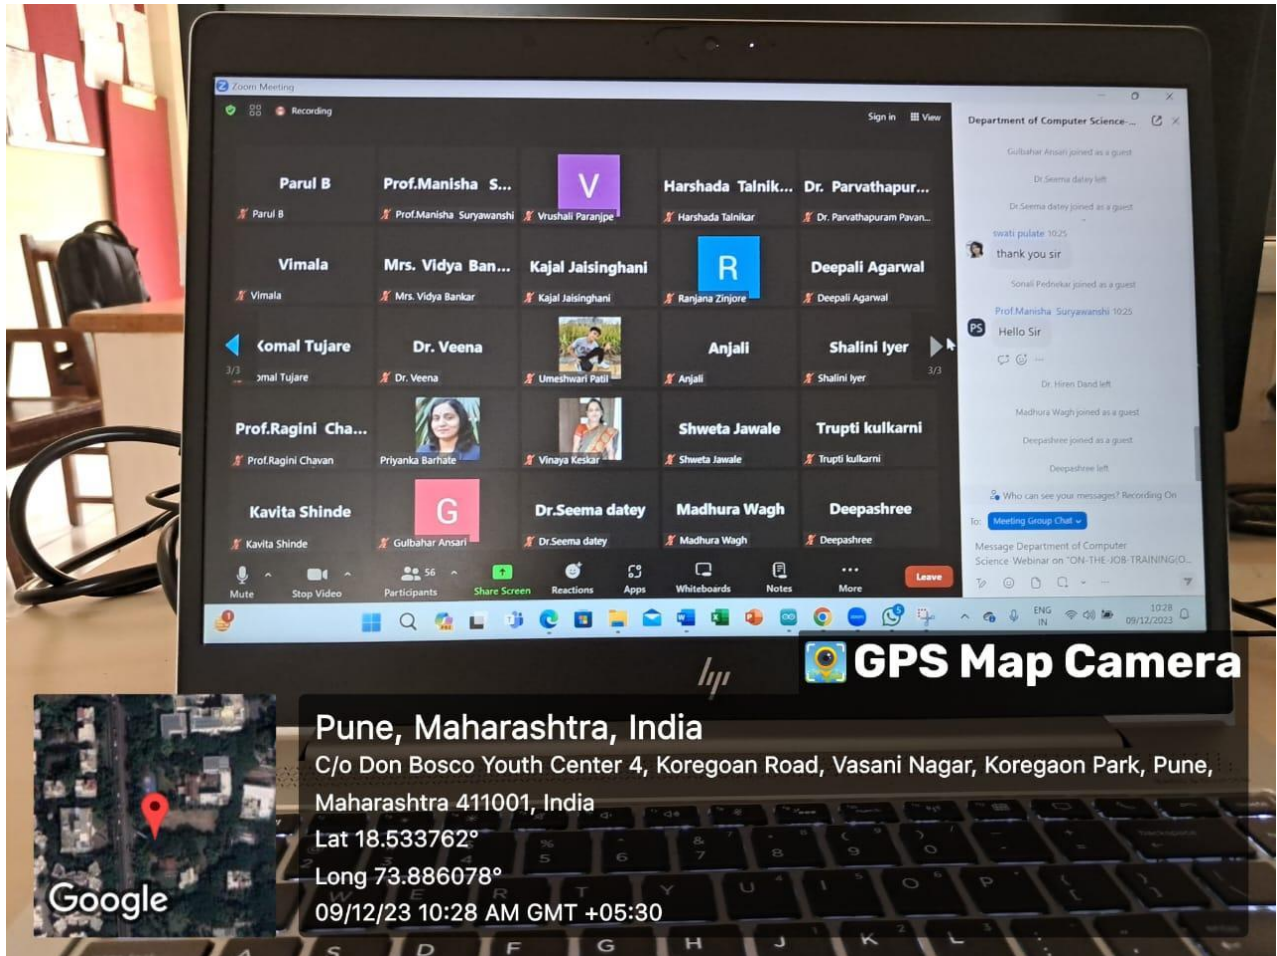 Zoom Meeting
Recording
Sign in
View
Parul B
Prof.Manisha S...
V
Harshada Talnik...
Dr. Parvathapur...
Parul B
Prof.Manisha Suryawanshi
Vrushali Paranjpe
Harshada Talnikar
Dr. Parvathapuram Pavan...
Vimala
Mrs. Vidya Ban...
Kajal Jaisinghani
R
Deepali Agarwal
Vimala
Mrs. Vidya Bankar
Kajal Jaisinghani
Ranjana Zinjore
Deepali Agarwal
Komal Tujare
Dr. Veena
Anjali
Shalini Iyer
3/3
omal Tujare
Dr. Veena
Umeshwari Patil
Anjali
Shalini Iyer
3/3
Prof.Ragini Cha...
Shweta Jawale
Trupti kulkarni
Prof.Ragini Chavan
Priyanka Barhate
Vinaya Keskar
Shweta Jawale
Trupti kulkarni
Kavita Shinde
G
Dr.Seema datey
Madhura Wagh
Deepashree
Kavita Shinde
Gulbahar Ansari
Dr.Seema datey
Madhura Wagh
Deepashree
Mute
Stop Video
56
Participants
Share Screen
Reactions
Apps
Whiteboards
Notes
More
Leave
Department of Computer Science-...
Gulbahar Ansari joined as a guest
Dr.Seema datey left
Dr.Seema datey joined as a guest
swati pulate 10:25
thank you sir
Sonali Pednekar joined as a guest
Prof.Manisha Suryawanshi 10:25
PS
Hello Sir
Dr. Hiren Dand left
Madhura Wagh joined as a guest
Deepashree joined as a guest
Deepashree left
Who can see your messages? Recording On
To: Meeting Group Chat
Message Department of Computer
Science Webinar on "ON-THE-JOB-TRAINING(O...
ENG
IN
10:28
09/12/2023
hp
GPS Map Camera
Pune, Maharashtra, India
C/o Don Bosco Youth Center 4, Koregoan Road, Vasani Nagar, Koregaon Park, Pune,
Maharashtra 411001, India
Lat 18.533762°
Long 73.886078°
09/12/23 10:28 AM GMT +05:30
Google
% 5
6
& 7
8
( 9
) 0
E R T Y U I O P
S D F G H J K L